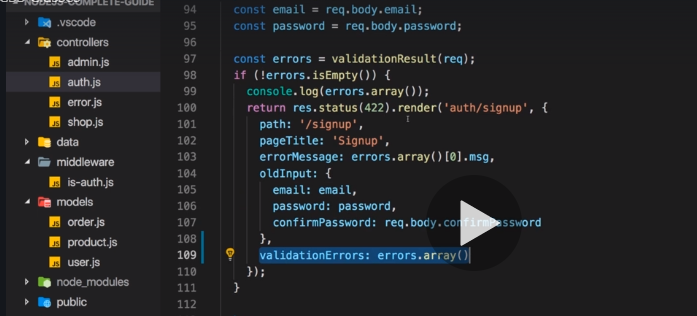 NODEJS-COMPLETE-GUIDE
.vscode
controllers
admin.js
auth.js
error.js
shop.js
data
middleware
is-auth.js
models
order.js
product.js
user.js
node_modules
public
94 const email = req.body.email;
95 const password = req.body.password;
96
97 const errors = validationResult(req);
98 if (!errors.isEmpty()) {
99 console.log(errors.array());
100 return res.status(422).render('auth/signup', {
101 path: '/signup',
102 pageTitle: 'Signup',
103 errorMessage: errors.array()[0].msg,
104 oldInput: {
105 email: email,
106 password: password,
107 confirmPassword: req.body.confirmPassword
108 },
109 validationErrors: errors.array()
110 });
111 }
112